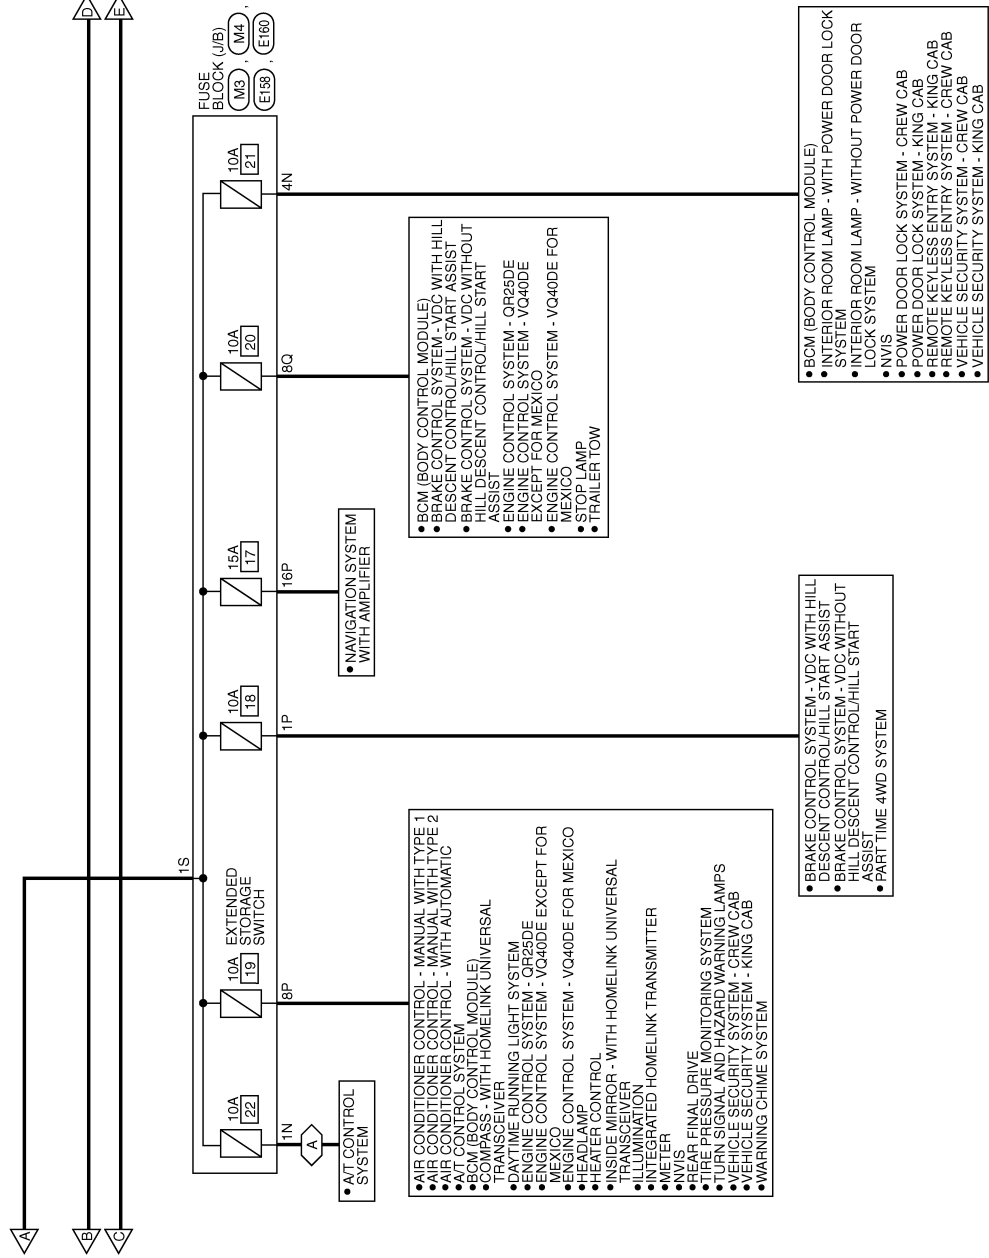 A
B
C
D
E
FUSE
BLOCK (J/B)
M3 , M4 ,
E158 , E160
1S
10A
22
1N
A
• A/T CONTROL
SYSTEM
10A
19
EXTENDED
STORAGE
SWITCH
8P
• AIR CONDITIONER CONTROL - MANUAL WITH TYPE 1
• AIR CONDITIONER CONTROL - MANUAL WITH TYPE 2
• AIR CONDITIONER CONTROL - WITH AUTOMATIC
• A/T CONTROL SYSTEM
• BCM (BODY CONTROL MODULE)
• COMPASS - WITH HOMELINK UNIVERSAL
TRANSCEIVER
• DAYTIME RUNNING LIGHT SYSTEM
• ENGINE CONTROL SYSTEM - QR25DE
• ENGINE CONTROL SYSTEM - VQ40DE EXCEPT FOR
MEXICO
• ENGINE CONTROL SYSTEM - VQ40DE FOR MEXICO
• HEADLAMP
• HEATER CONTROL
• INSIDE MIRROR - WITH HOMELINK UNIVERSAL
TRANSCEIVER
• ILLUMINATION
• INTEGRATED HOMELINK TRANSMITTER
• METER
• NVIS
• REAR FINAL DRIVE
• TIRE PRESSURE MONITORING SYSTEM
• TURN SIGNAL AND HAZARD WARNING LAMPS
• VEHICLE SECURITY SYSTEM - CREW CAB
• VEHICLE SECURITY SYSTEM - KING CAB
• WARNING CHIME SYSTEM
10A
18
1P
• BRAKE CONTROL SYSTEM - VDC WITH HILL
DESCENT CONTROL/HILL START ASSIST
• BRAKE CONTROL SYSTEM - VDC WITHOUT
HILL DESCENT CONTROL/HILL START
ASSIST
• PART TIME 4WD SYSTEM
15A
17
16P
• NAVIGATION SYSTEM
WITH AMPLIFIER
10A
20
8Q
• BCM (BODY CONTROL MODULE)
• BRAKE CONTROL SYSTEM - VDC WITH HILL
DESCENT CONTROL/HILL START ASSIST
• BRAKE CONTROL SYSTEM - VDC WITHOUT
HILL DESCENT CONTROL/HILL START
ASSIST
• ENGINE CONTROL SYSTEM - QR25DE
• ENGINE CONTROL SYSTEM - VQ40DE
EXCEPT FOR MEXICO
• ENGINE CONTROL SYSTEM - VQ40DE FOR
MEXICO
• STOP LAMP
• TRAILER TOW
10A
21
4N
• BCM (BODY CONTROL MODULE)
• INTERIOR ROOM LAMP - WITH POWER DOOR LOCK
SYSTEM
• INTERIOR ROOM LAMP - WITHOUT POWER DOOR
LOCK SYSTEM
• NVIS
• POWER DOOR LOCK SYSTEM - CREW CAB
• POWER DOOR LOCK SYSTEM - KING CAB
• REMOTE KEYLESS ENTRY SYSTEM - KING CAB
• REMOTE KEYLESS ENTRY SYSTEM - CREW CAB
• VEHICLE SECURITY SYSTEM - CREW CAB
• VEHICLE SECURITY SYSTEM - KING CAB